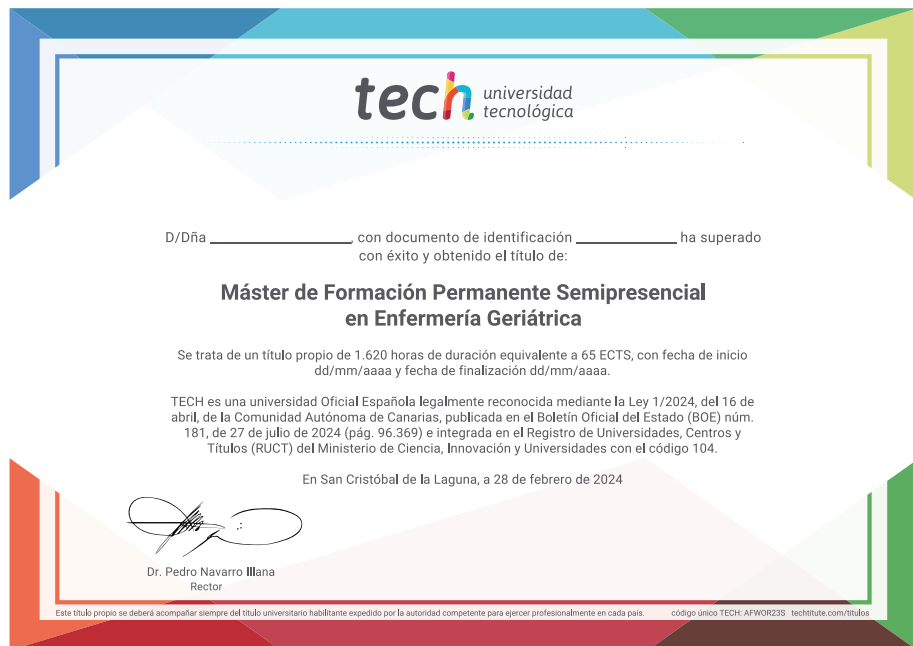 tech universidad
tecnológica
D/Dña ____________________, con documento de identificación ______________ ha superado
con éxito y obtenido el título de:
Máster de Formación Permanente Semipresencial
en Enfermería Geriátrica
Se trata de un título propio de 1.620 horas de duración equivalente a 65 ECTS, con fecha de inicio
dd/mm/aaaa y fecha de finalización dd/mm/aaaa.
TECH es una universidad Oficial Española legalmente reconocida mediante la Ley 1/2024, del 16 de
abril, de la Comunidad Autónoma de Canarias, publicada en el Boletín Oficial del Estado (BOE) núm.
181, de 27 de julio de 2024 (pág. 96.369) e integrada en el Registro de Universidades, Centros y
Títulos (RUCT) del Ministerio de Ciencia, Innovación y Universidades con el código 104.
En San Cristóbal de la Laguna, a 28 de febrero de 2024
Dr. Pedro Navarro Illana
Rector
Este título propio se deberá acompañar siempre del título universitario habilitante expedido por la autoridad competente para ejercer profesionalmente en cada país. código único TECH: AFWOR23S techtitute.com/titulos